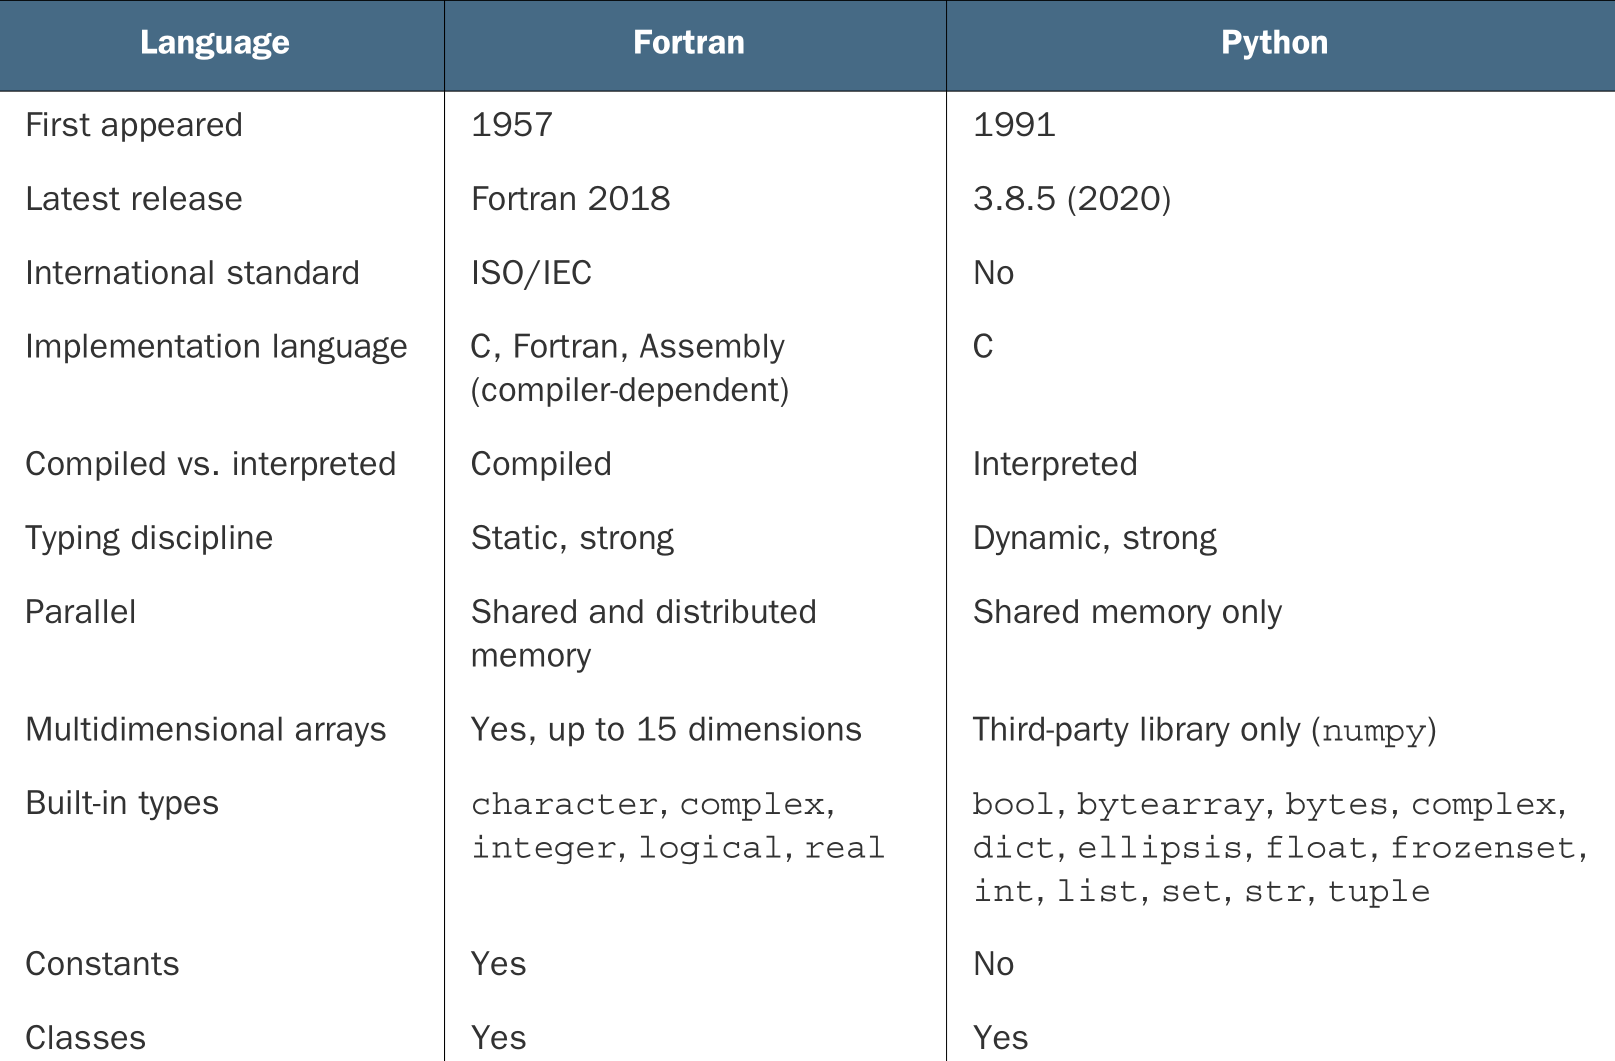 Language Fortran Python
First appeared 1957 1991
Latest release Fortran 2018 3.8.5 (2020)
International standard ISO/IEC No
Implementation language C, Fortran, Assembly C
(compiler-dependent)
Compiled vs. interpreted Compiled Interpreted
Typing discipline Static, strong Dynamic, strong
Parallel Shared and distributed Shared memory only
memory
Multidimensional arrays Yes, up to 15 dimensions Third-party library only (numpy)
Built-in types character, complex, bool, bytearray, bytes, complex,
integer, logical, real dict, ellipsis, float, frozenset,
int, list, set, str, tuple
Constants Yes No
Classes Yes Yes